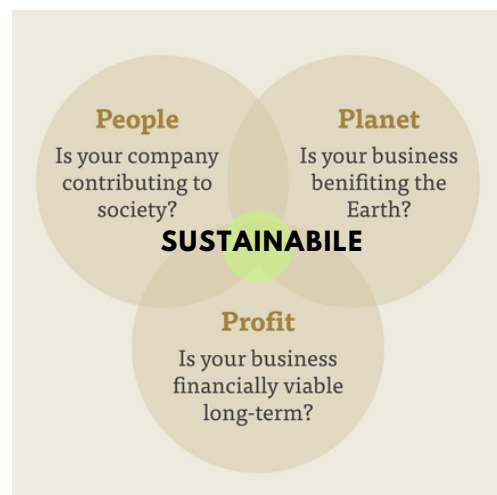 People
Is your company
contributing to
society?
Planet
Is your business
benifiting the
Earth?
SUSTAINABILE
Profit
Is your business
financially viable
long-term?